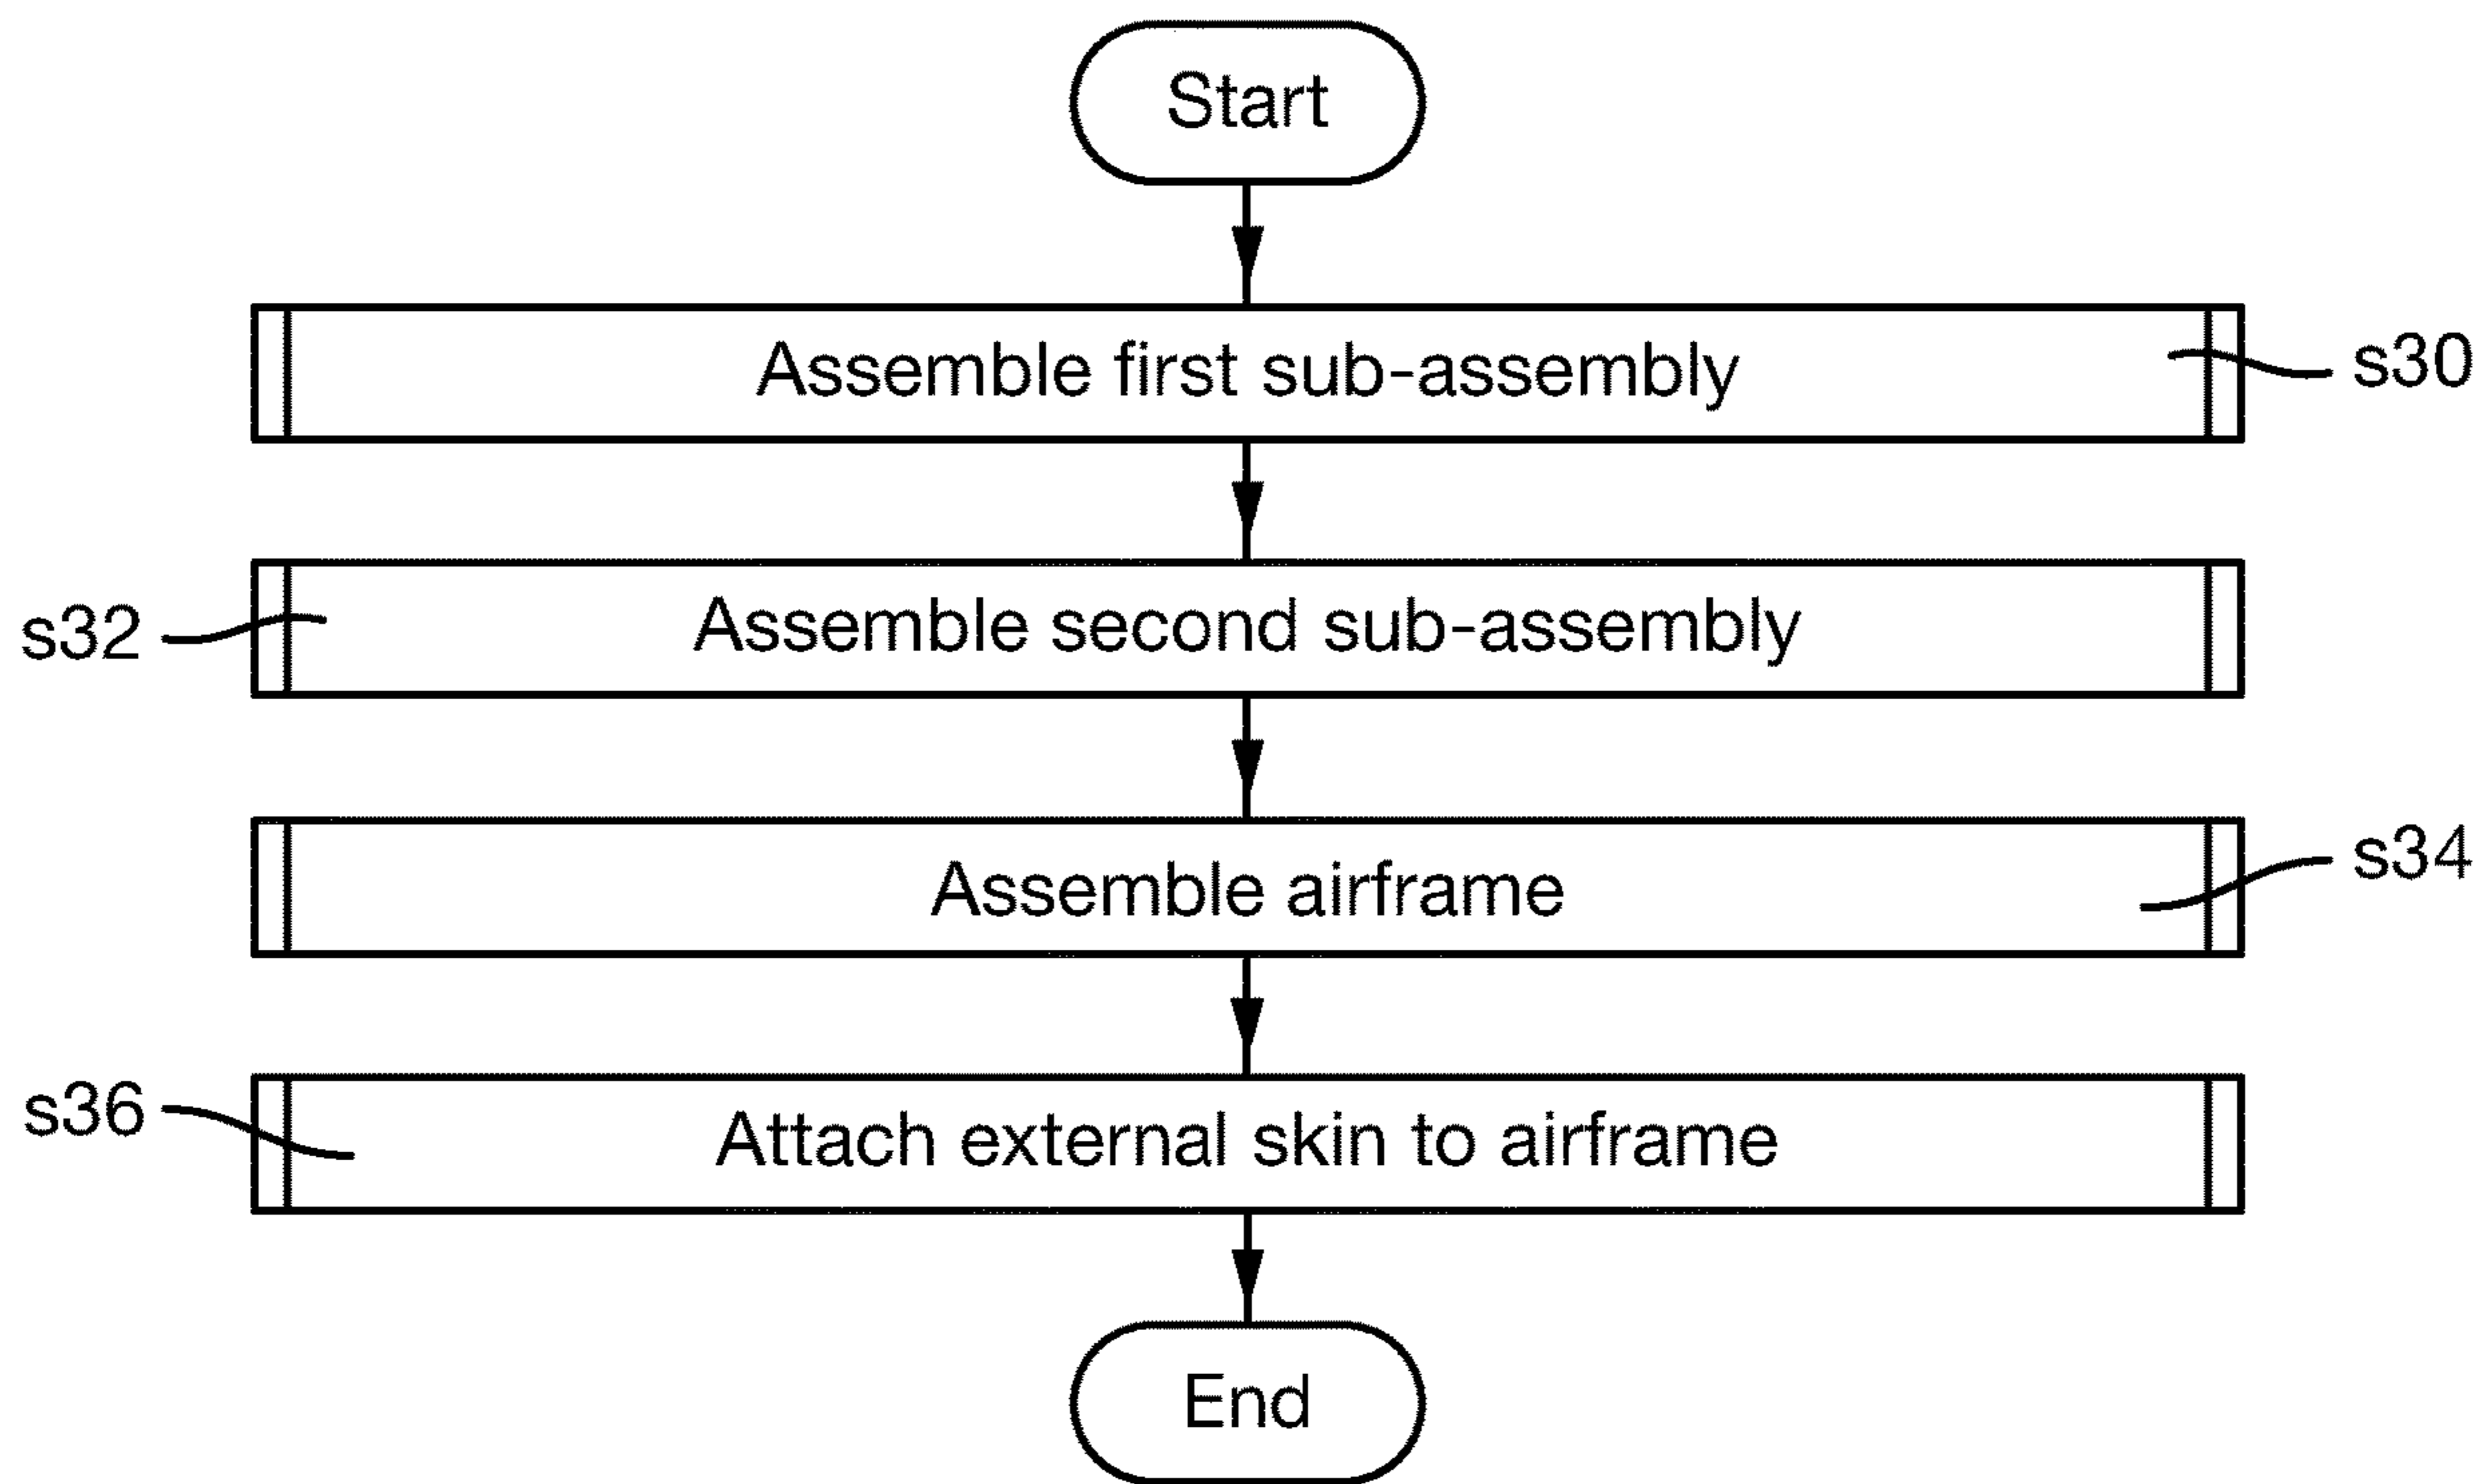 Start
Assemble first sub-assembly
s30
s32
Assemble second sub-assembly
Assemble airframe
s34
s36
Attach external skin to airframe
End